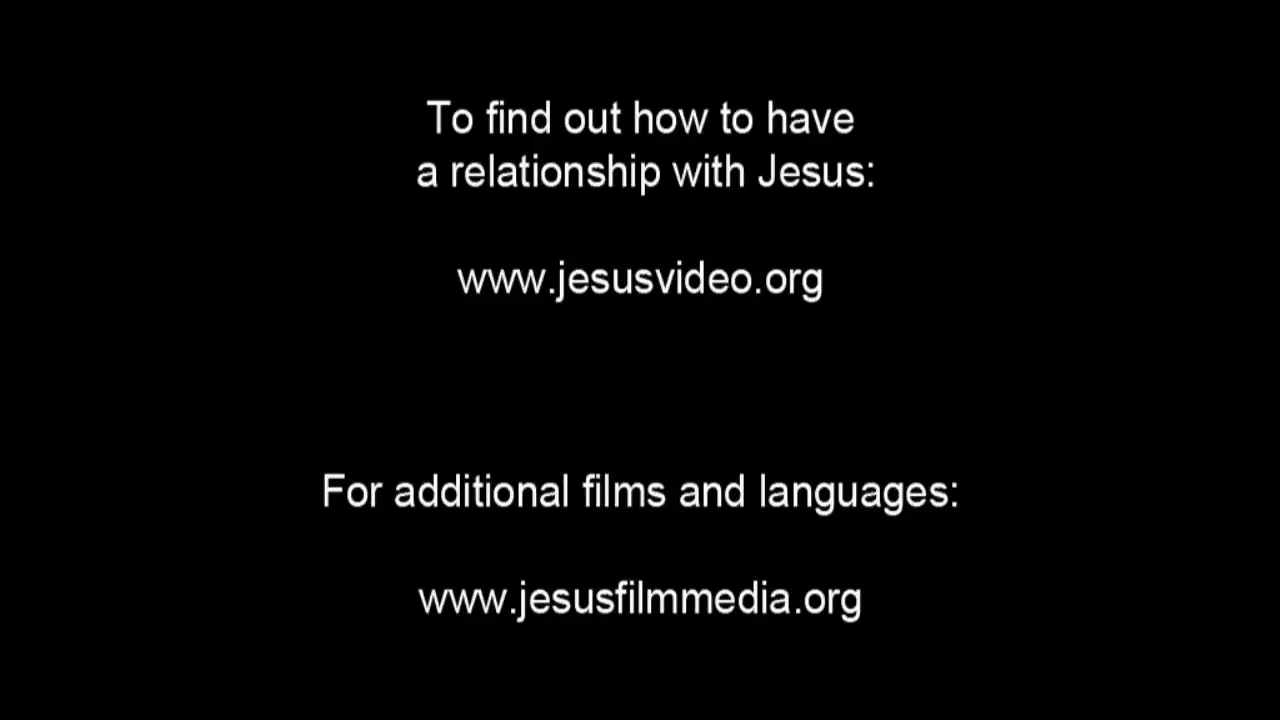 To find out how to have
a relationship with Jesus:
www.jesusvideo.org
For additional films and languages:
www.jesusfilmmedia.org